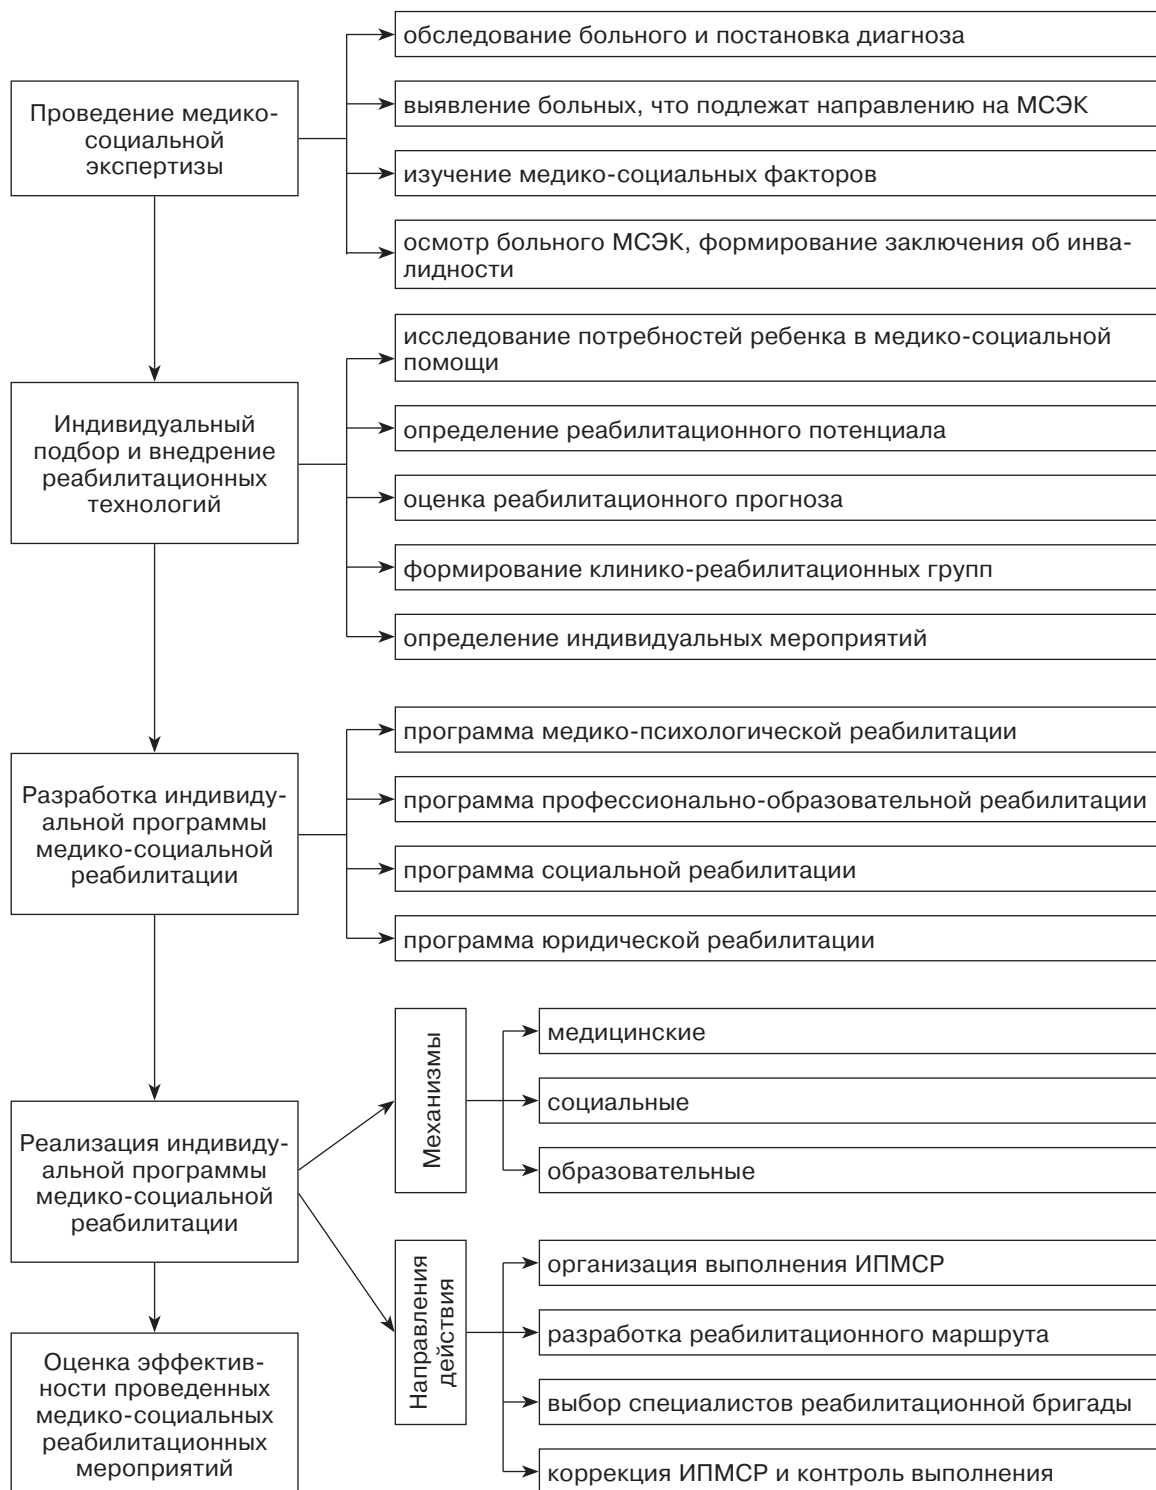 Проведение медико-
социальной
экспертизы
обследование больного и постановка диагноза
выявление больных, что подлежат направлению на МСЭК
изучение медико-социальных факторов
осмотр больного МСЭК, формирование заключения об инва-
лидности
Индивидуальный
подбор и внедрение
реабилитационных
технологий
исследование потребностей ребенка в медико-социальной
помощи
определение реабилитационного потенциала
оценка реабилитационного прогноза
формирование клинико-реабилитационных групп
определение индивидуальных мероприятий
Разработка индивиду-
альной программы
медико-социальной
реабилитации
программа медико-психологической реабилитации
программа профессионально-образовательной реабилитации
программа социальной реабилитации
программа юридической реабилитации
Реализация индивиду-
альной программы
медико-социальной
реабилитации
Механизмы
медицинские
социальные
образовательные
Направления
действия
организация выполнения ИПМСР
разработка реабилитационного маршрута
выбор специалистов реабилитационной бригады
коррекция ИПМСР и контроль выполнения
Оценка эффектив-
ности проведенных
медико-социальных
реабилитационных
мероприятий